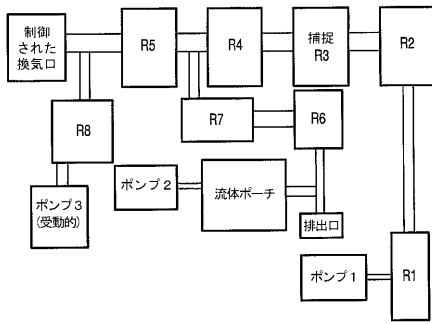 制御
された
換気口
R5
R4
捕捉
R3
R2
R8
R7
R6
ポンプ3
(受動的)
ポンプ2
流体ポーチ
排出口
ポンプ1
R1